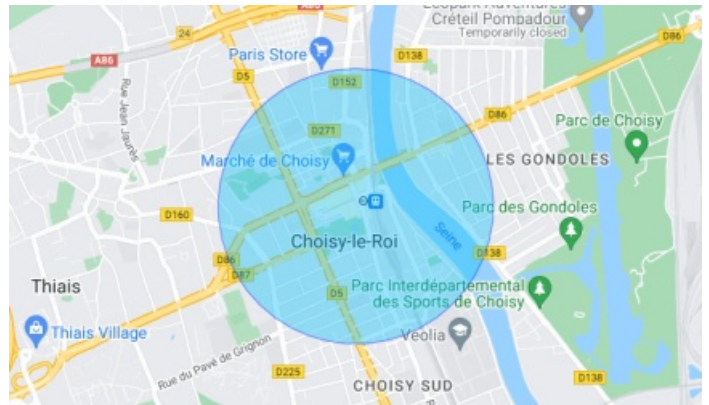 Ecopark Adventures
Créteil Pompadour
Temporarily closed
24
A86
D86
Paris Store
D138
D5
D152
Rue Jean Jaurès
D86
D271
Parc de Choisy
Marché de Choisy
LES GONDOLES
D160
Parc des Gondoles
Seine
Choisy-le-Roi
D138
D86
D87
Thiais
Parc Interdépartemental
des Sports de Choisy
D5
Thiais Village
Veolia
Rue du Pavé de Grignon
D225
CHOISY SUD
D138